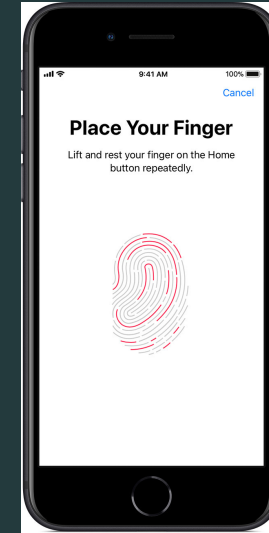 9:41 AM
100%
Cancel
Place Your Finger
Lift and rest your finger on the Home
button repeatedly.